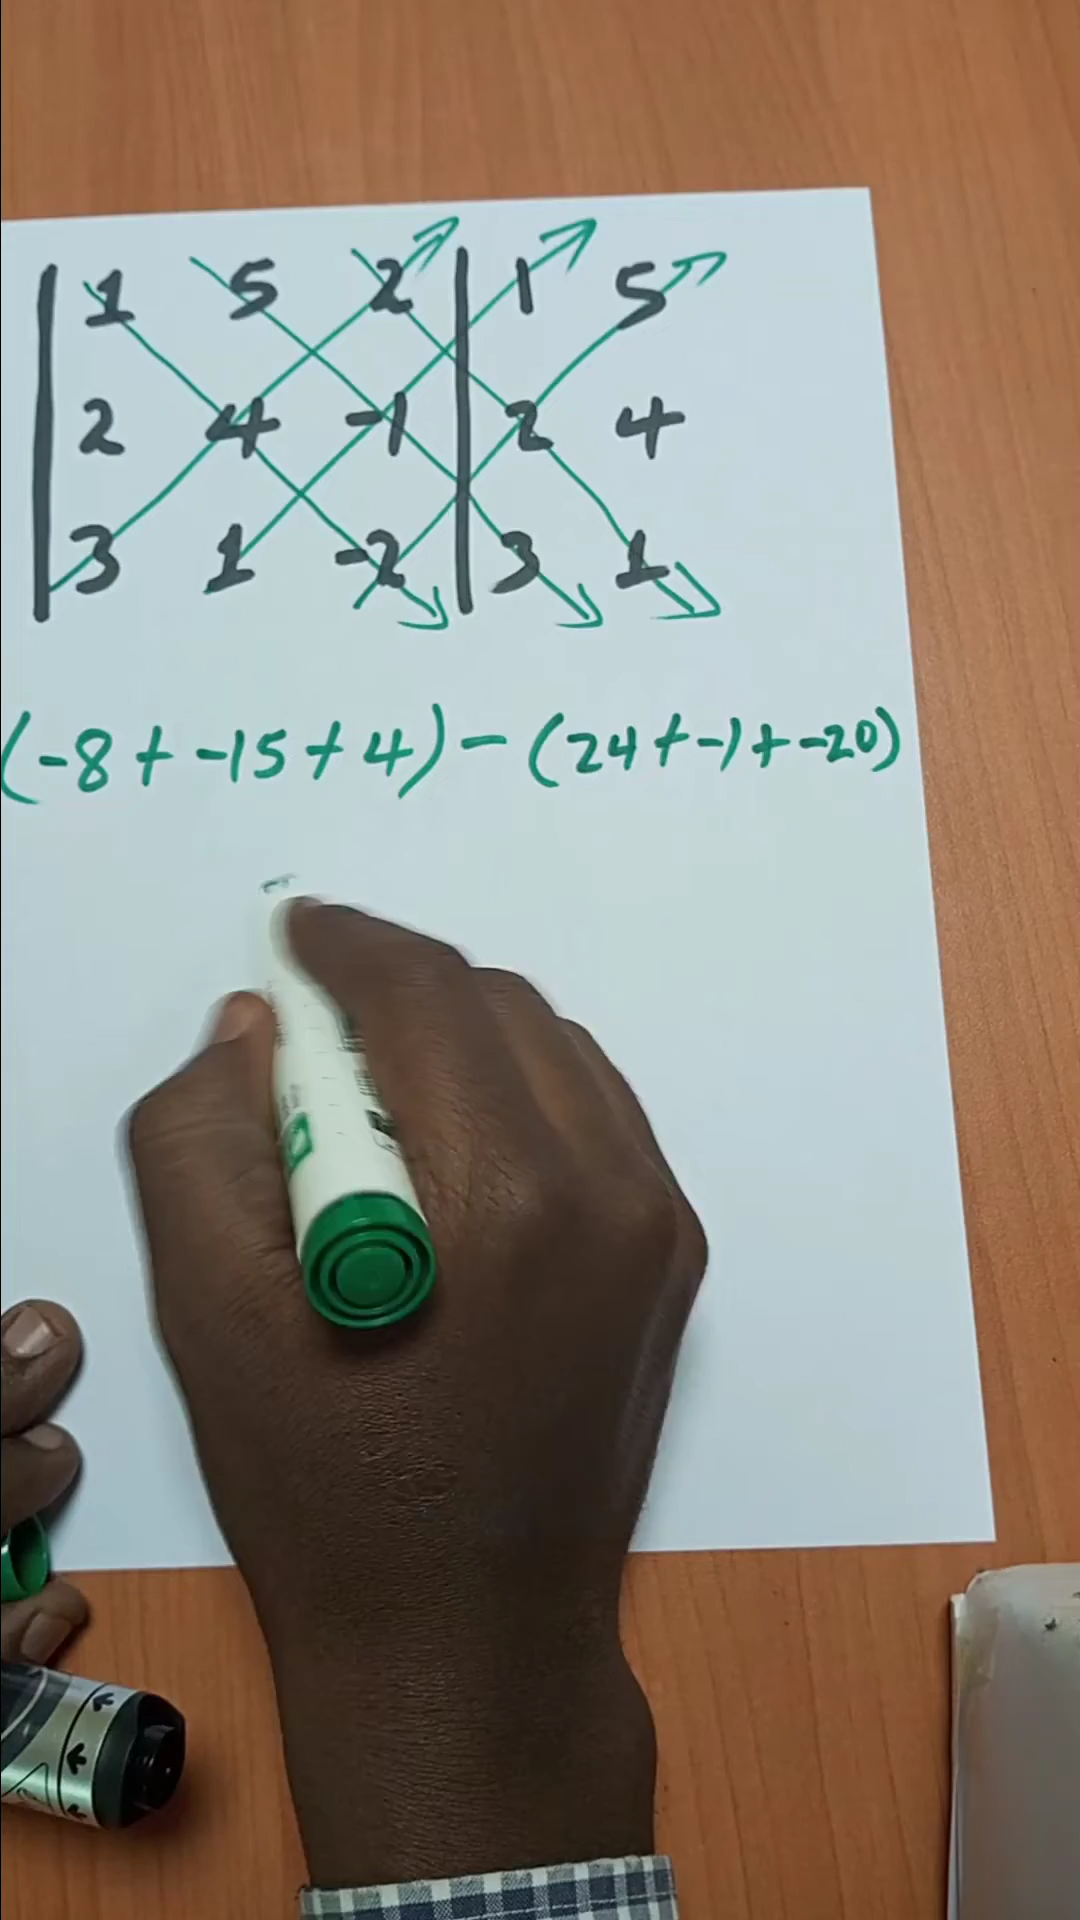 | 1 5 2 | 1 5
| 2 4 -1 | 2 4
| 3 1 -2 | 3 1
(-8 + -15 + 4) - (24 + -1 + -20)